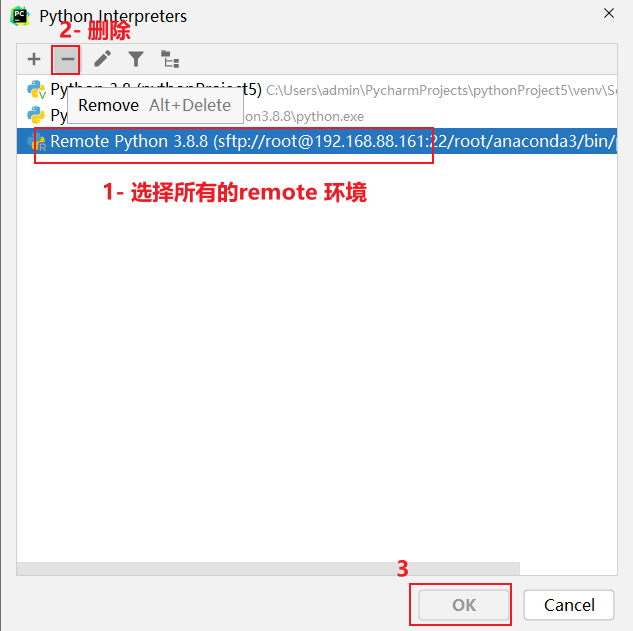 Python Interpreters
2- 删除
Python 3.8 (pythonProject5) C:\Users\admin\PycharmProjects\pythonProject5\venv\Sc
Remove Alt+Delete
Py
on3.8.8\python.exe
Remote Python 3.8.8 (sftp://root@192.168.88.161:22/root/anaconda3/bin/p
1- 选择所有的remote 环境
3
OK
Cancel